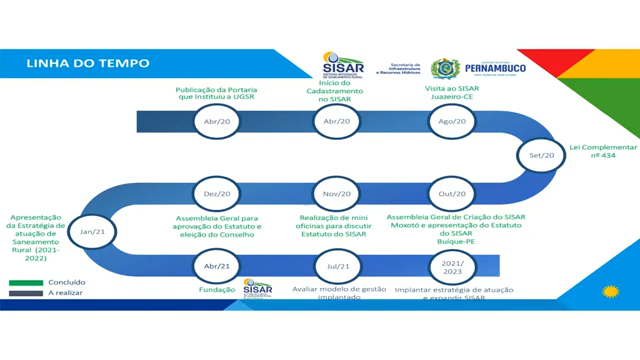 LINHA DO TEMPO
SISAR
Secretaria de
Infraestrutura
e Recursos Hídricos
PERNAMBUCO
Publicação da Portaria
que Instituiu a UGSR
Abr/20
Início do
Cadastramento
no SISAR
Abr/20
Visita ao SISAR
Juazeiro-CE
Ago/20
Set/20
Lei Complementar
nº 434
Out/20
Assembleia Geral de Criação do SISAR
Moxotó e apresentação do Estatuto
do SISAR
Buíque-PE
Nov/20
Realização de mini
oficinas para discutir
Estatuto do SISAR
Dez/20
Assembleia Geral para
aprovação do Estatuto e
eleição do Conselho
Jan/21
Apresentação
da Estratégia de
atuação de
Saneamento
Rural (2021-
2022)
Abr/21
Fundação
SISAR
Jul/21
Avaliar modelo de gestão
implantado
2021/
2023
Implantar estratégia de atuação
e expandir SISAR
Concluído
A realizar